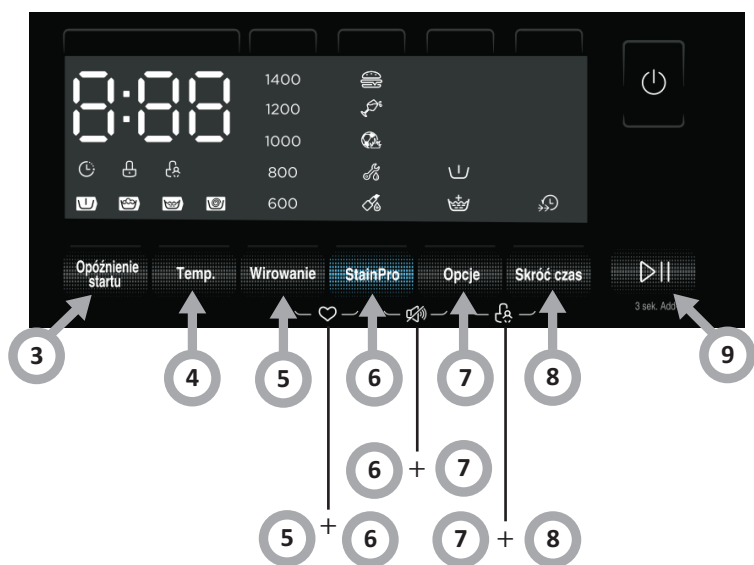 8:88
1400
1200
1000
800
600
Opóźnienie
startu
Temp.
Wirowanie
StainPro
Opcje
Skróć czas
3 sek. Add
3
4
5
6
7
8
9
6 + 7
5 + 6
7 + 8